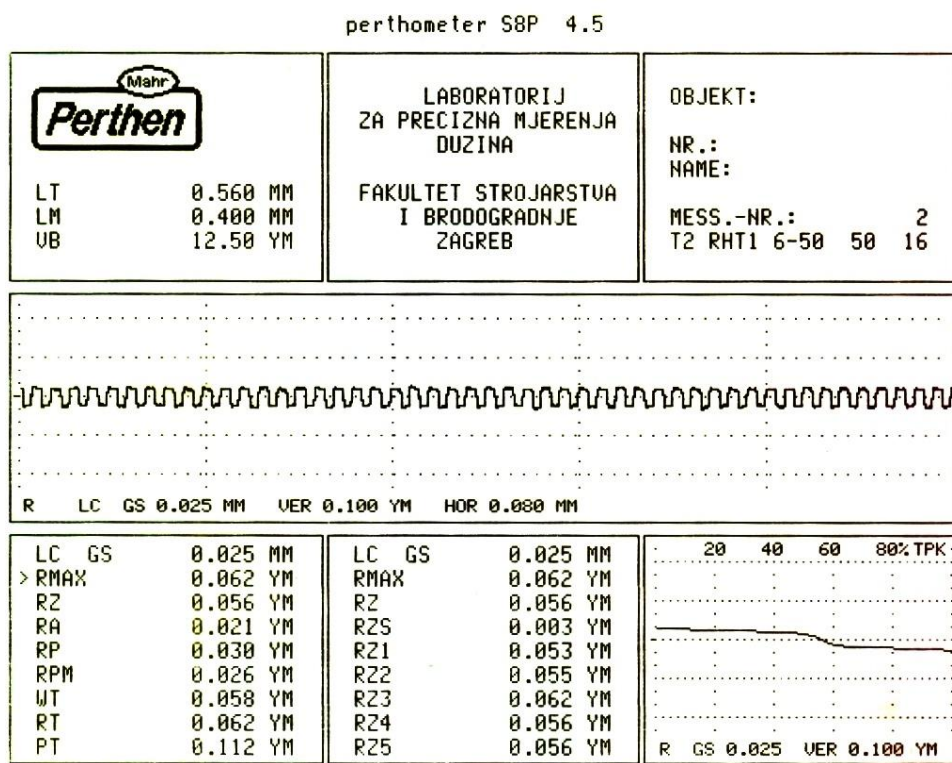 perthometer S8P 4.5
Mahr
Perthen
LT 0.560 MM
LM 0.400 MM
VB 12.50 YM
LABORATORIJ
ZA PRECIZNA MJERENJA
DUZINA
FAKULTET STROJARSTVA
I BRODOGRADNJE
ZAGREB
OBJEKT:
NR.:
NAME:
MESS.-NR.: 2
T2 RHT1 6-50 50 16
R LC GS 0.025 MM VER 0.100 YM HOR 0.080 MM
LC GS 0.025 MM
> RMAX 0.062 YM
RZ 0.056 YM
RA 0.021 YM
RP 0.030 YM
RPM 0.026 YM
WT 0.058 YM
RT 0.062 YM
PT 0.112 YM
LC GS 0.025 MM
RMAX 0.062 YM
RZ 0.056 YM
RZS 0.003 YM
RZ1 0.053 YM
RZ2 0.055 YM
RZ3 0.062 YM
RZ4 0.056 YM
RZ5 0.056 YM
20 40 60 80% TPK
R GS 0.025 VER 0.100 YM